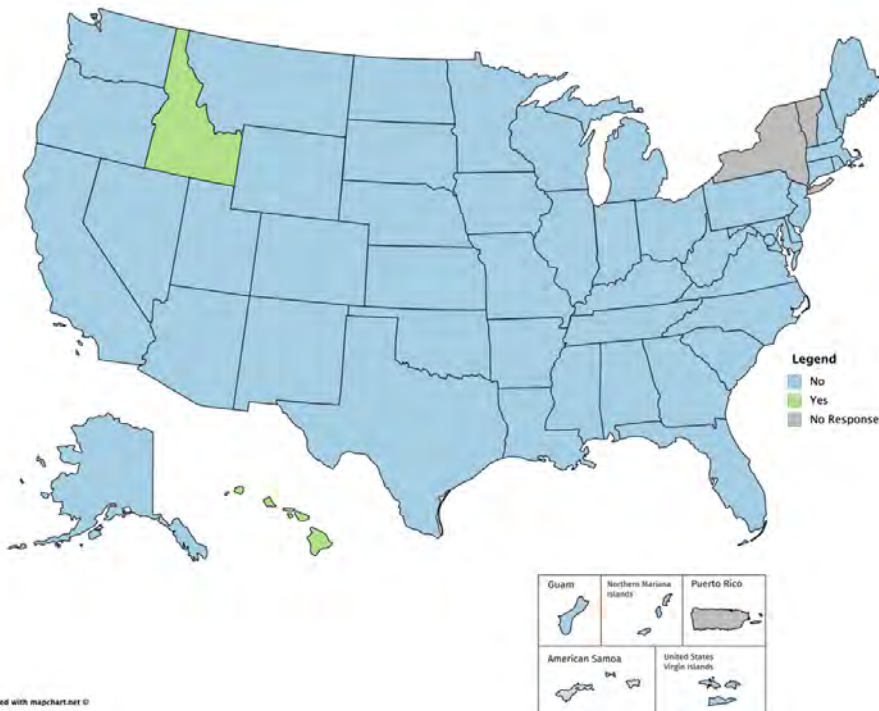 Legend
No
Yes
No Response
Guam
Northern Mariana
Islands
Puerto Rico
American Samoa
United States
Virgin Islands
ed with mapchart.net ©